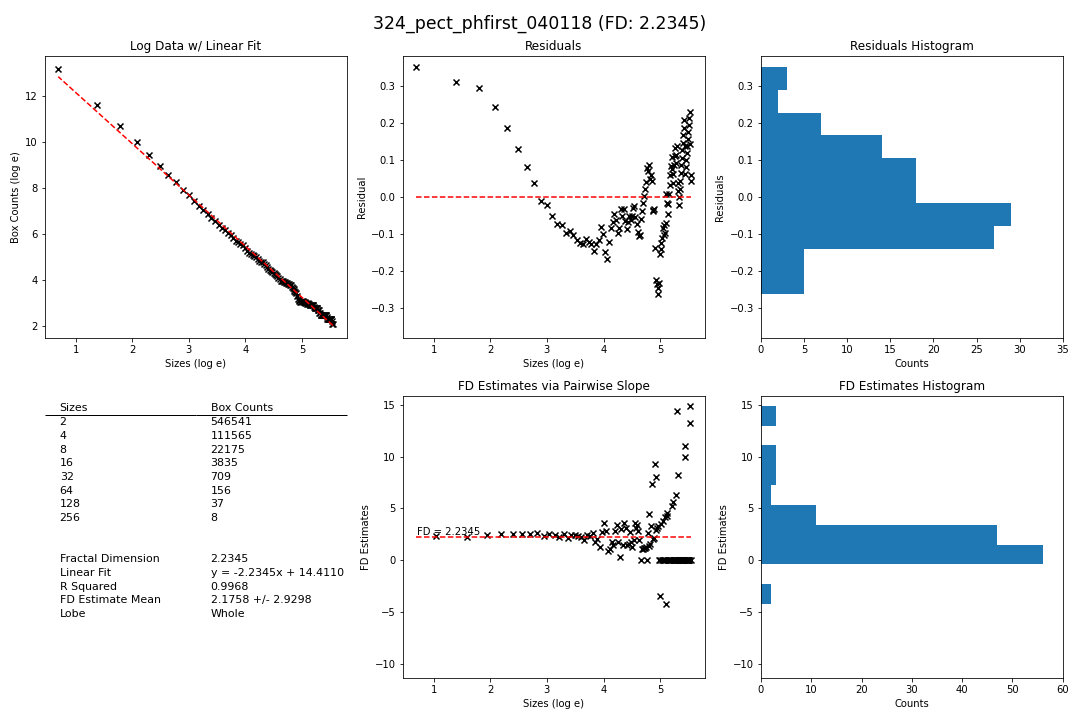 324_pect_phfirst_040118 (FD: 2.2345)
Log Data w/ Linear Fit
Box Counts (log e)
12
10
8
6
4
2
1 2 3 4 5
Sizes (log e)
Residuals
Residual
0.3
0.2
0.1
0.0
−0.1
−0.2
−0.3
1 2 3 4 5
Sizes (log e)
Residuals Histogram
Residuals
0.3
0.2
0.1
0.0
−0.1
−0.2
−0.3
0 5 10 15 20 25 30 35
Counts
Sizes Box Counts
2 546541
4 111565
8 22175
16 3835
32 709
64 156
128 37
256 8
Fractal Dimension 2.2345
Linear Fit y = -2.2345x + 14.4110
R Squared 0.9968
FD Estimate Mean 2.1758 +/- 2.9298
Lobe Whole
FD Estimates via Pairwise Slope
FD Estimates
15
10
5
0
−5
−10
FD = 2.2345
1 2 3 4 5
Sizes (log e)
FD Estimates Histogram
FD Estimates
15
10
5
0
−5
−10
0 10 20 30 40 50 60
Counts